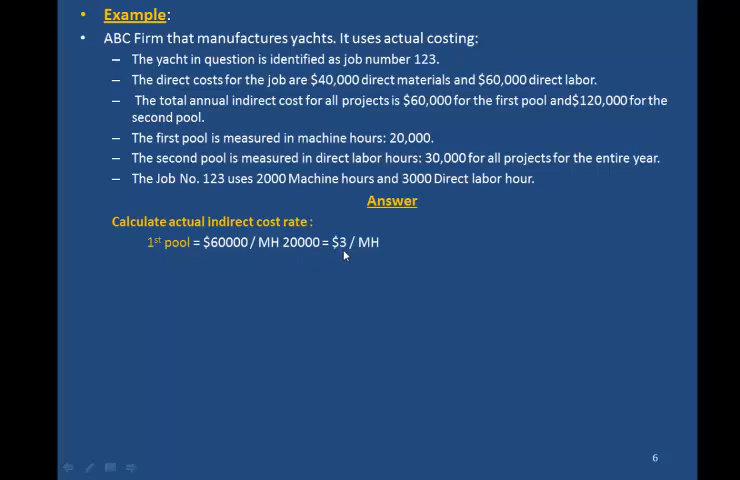 • Example:
• ABC Firm that manufactures yachts. It uses actual costing:
– The yacht in question is identified as job number 123.
– The direct costs for the job are $40,000 direct materials and $60,000 direct labor.
– The total annual indirect cost for all projects is $60,000 for the first pool and$120,000 for the
second pool.
– The first pool is measured in machine hours: 20,000.
– The second pool is measured in direct labor hours: 30,000 for all projects for the entire year.
– The Job No. 123 uses 2000 Machine hours and 3000 Direct labor hour.
Answer
Calculate actual indirect cost rate :
1st pool = $60000 / MH 20000 = $3 / MH
6